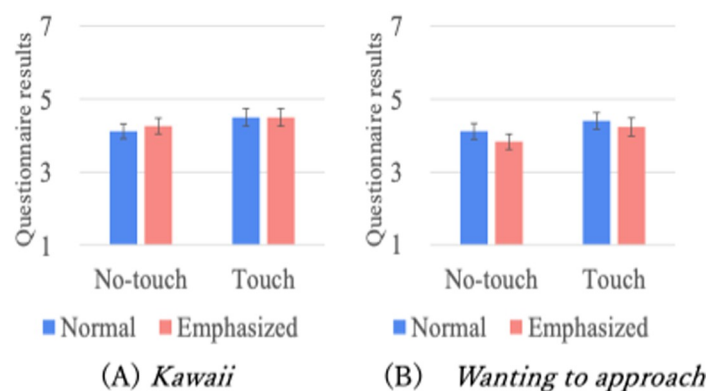 Questionnaire results
7
5
3
1
No-touch Touch
Normal Emphasized
(A) Kawaii
Questionnaire results
7
5
3
1
No-touch Touch
Normal Emphasized
(B) Wanting to approach